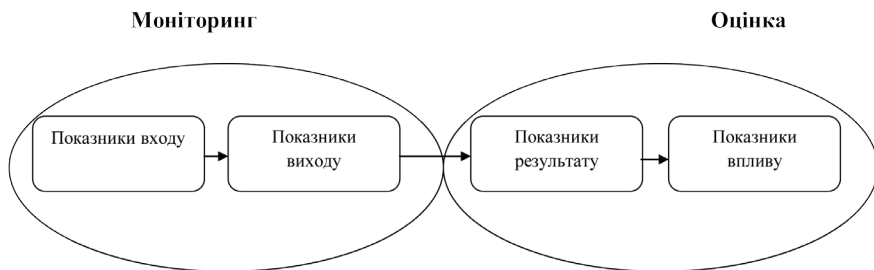 Моніторинг
Оцінка
Показники входу
Показники
виходу
Показники
результату
Показники
впливу